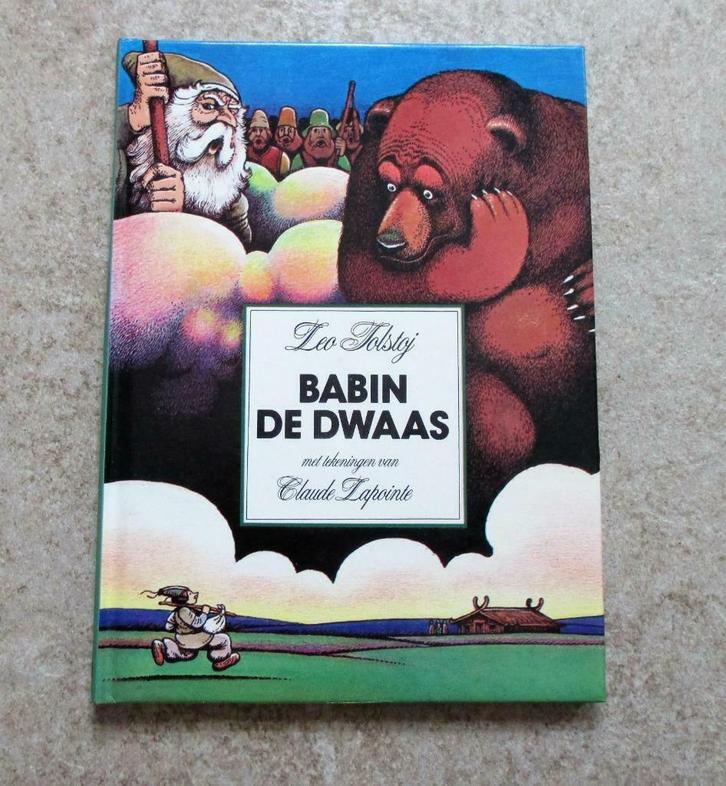 Leo Tolstoj
BABIN
DE DWAAS
met tekeningen van
Claude Lapointe